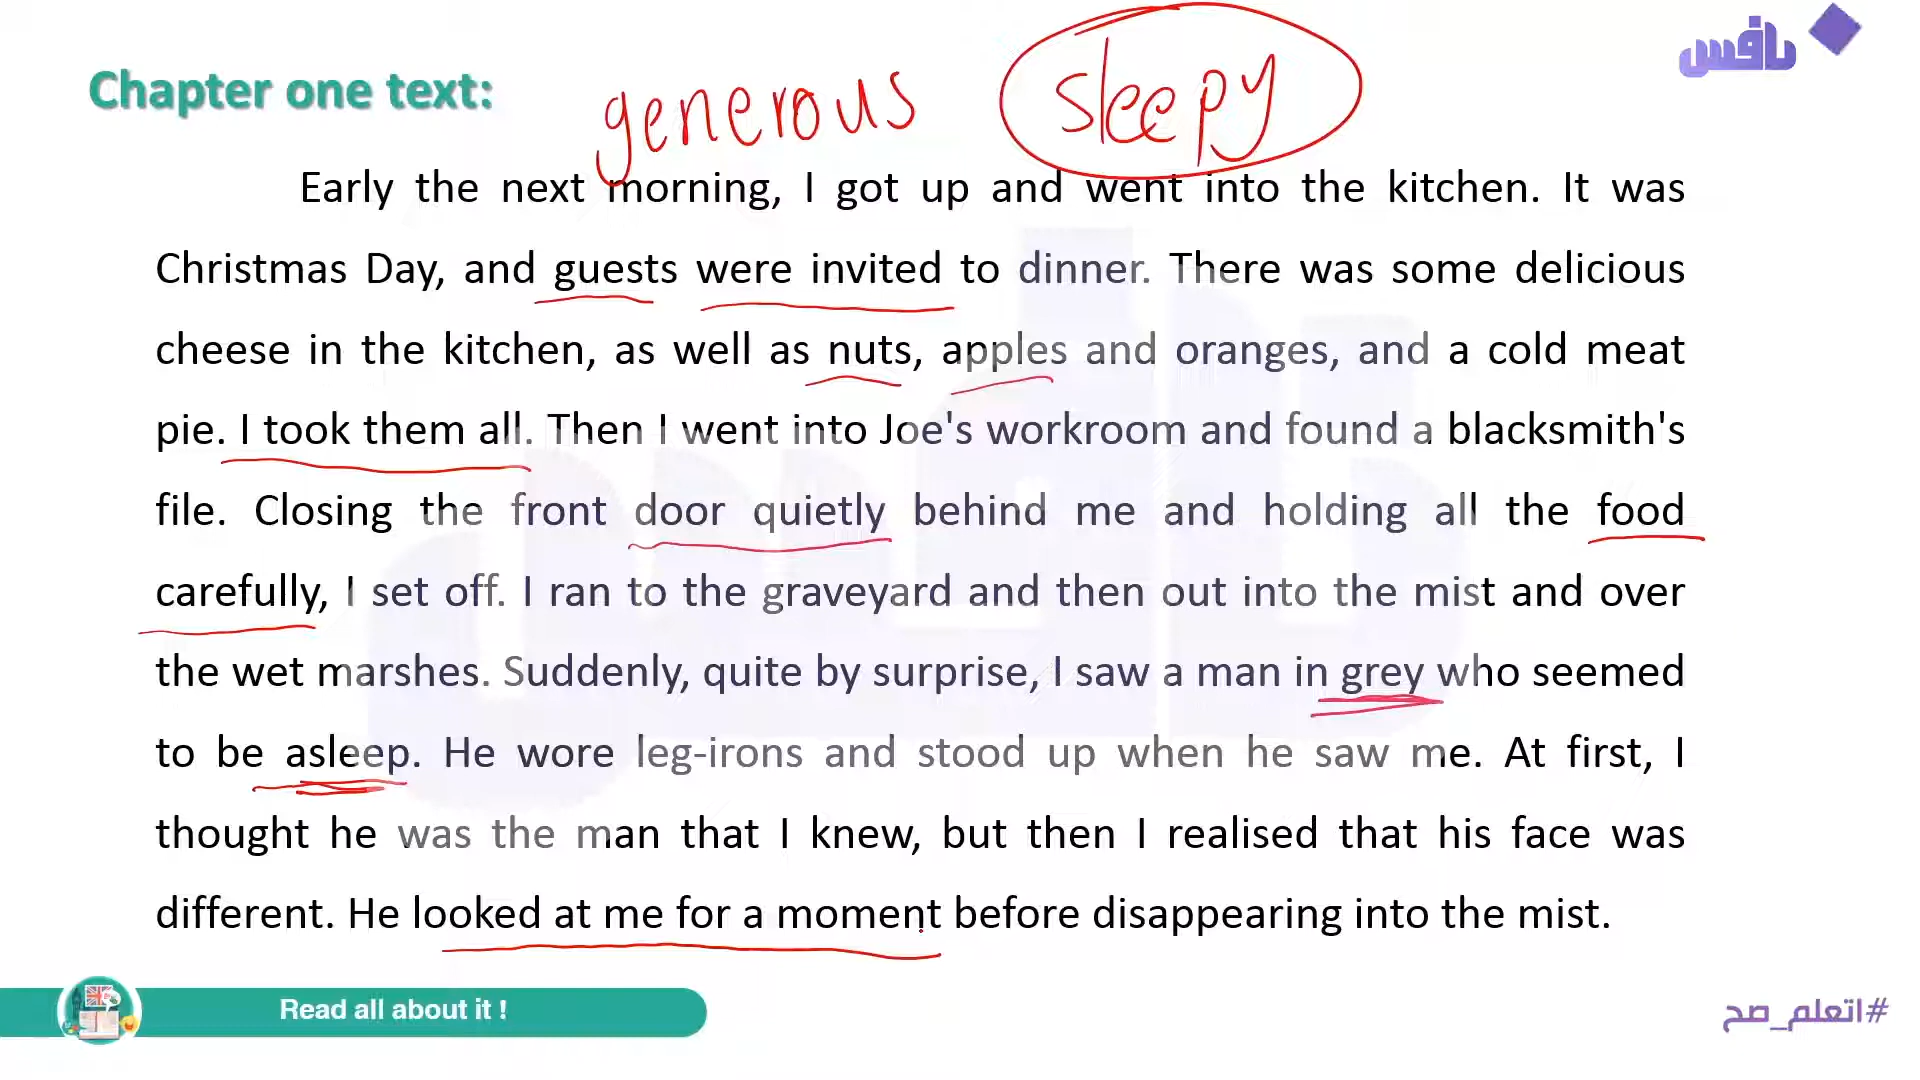 نافس
Chapter one text:
generous sleepy
Early the next morning, I got up and went into the kitchen. It was
Christmas Day, and guests were invited to dinner. There was some delicious
cheese in the kitchen, as well as nuts, apples and oranges, and a cold meat
pie. I took them all. Then I went into Joe's workroom and found a blacksmith's
file. Closing the front door quietly behind me and holding all the food
carefully, I set off. I ran to the graveyard and then out into the mist and over
the wet marshes. Suddenly, quite by surprise, I saw a man in grey who seemed
to be asleep. He wore leg-irons and stood up when he saw me. At first, I
thought he was the man that I knew, but then I realised that his face was
different. He looked at me for a moment before disappearing into the mist.
Read all about it !
#اتعلم_صح